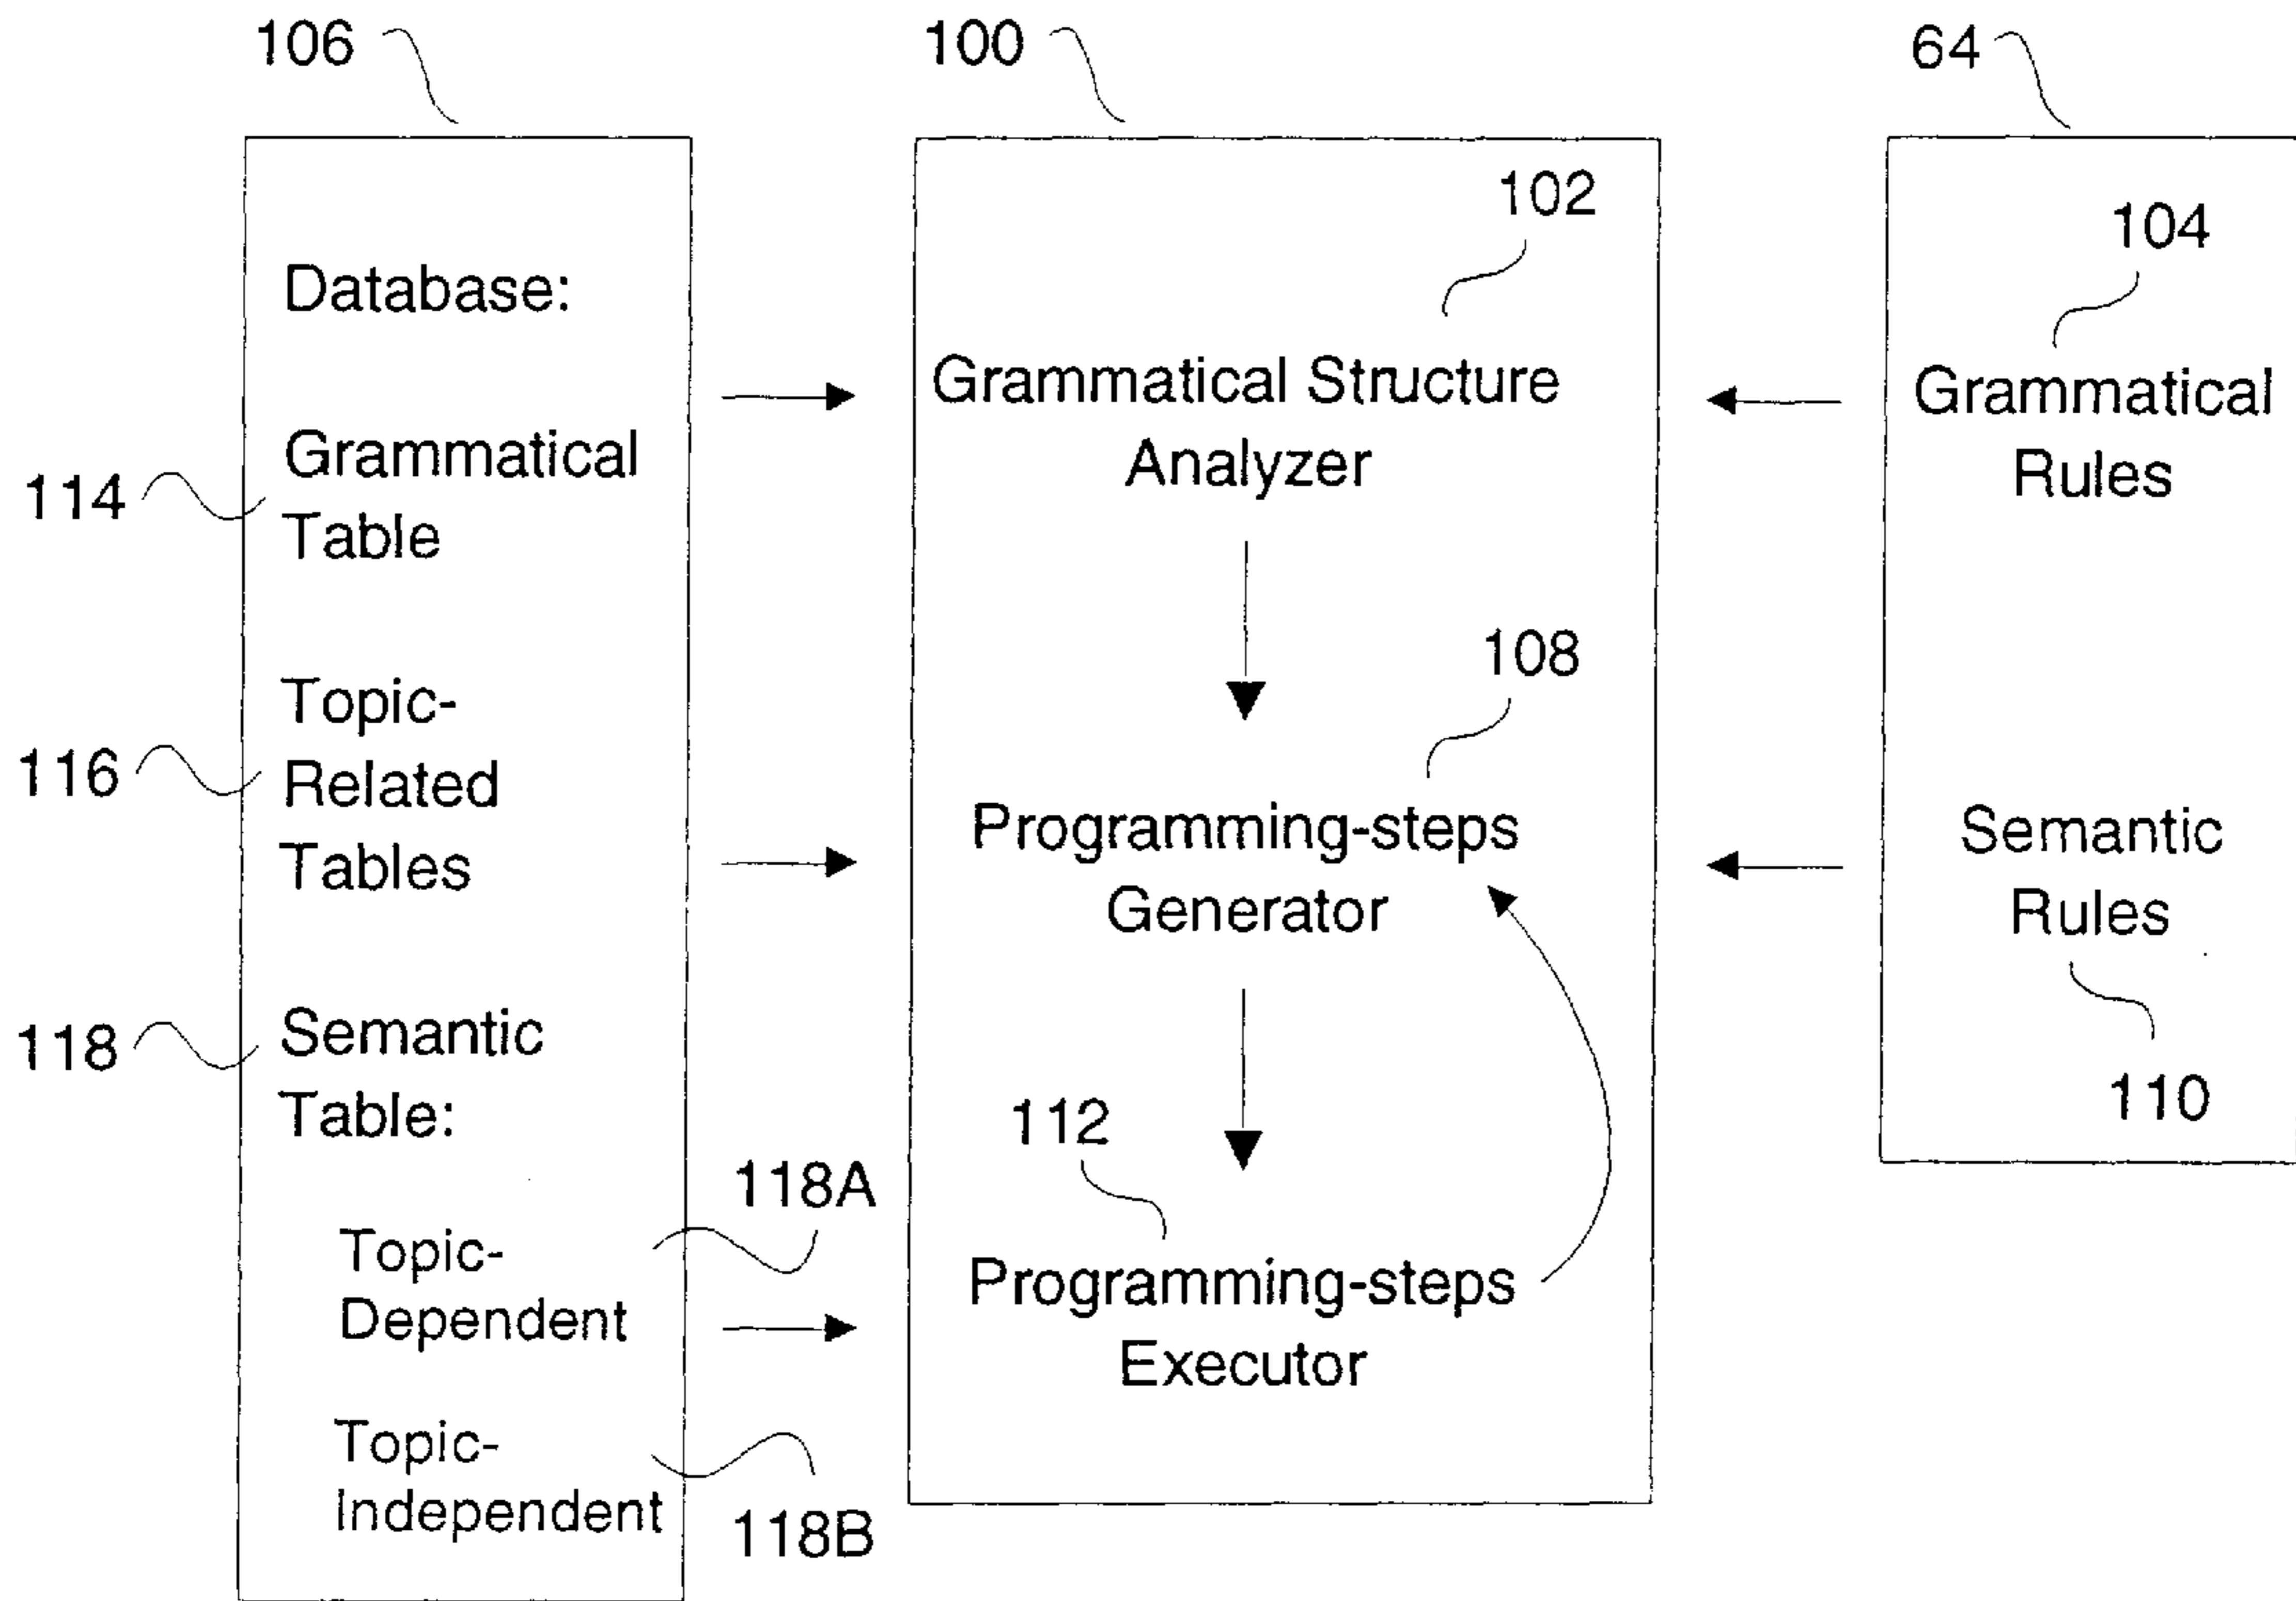 106
100
64
Database:
114
Grammatical
Table
116
Topic-
Related
Tables
118
Semantic
Table:
118A
Topic-
Dependent
Topic-
Independent
118B
102
Grammatical Structure
Analyzer
108
Programming-steps
Generator
112
Programming-steps
Executor
104
Grammatical
Rules
Semantic
Rules
110